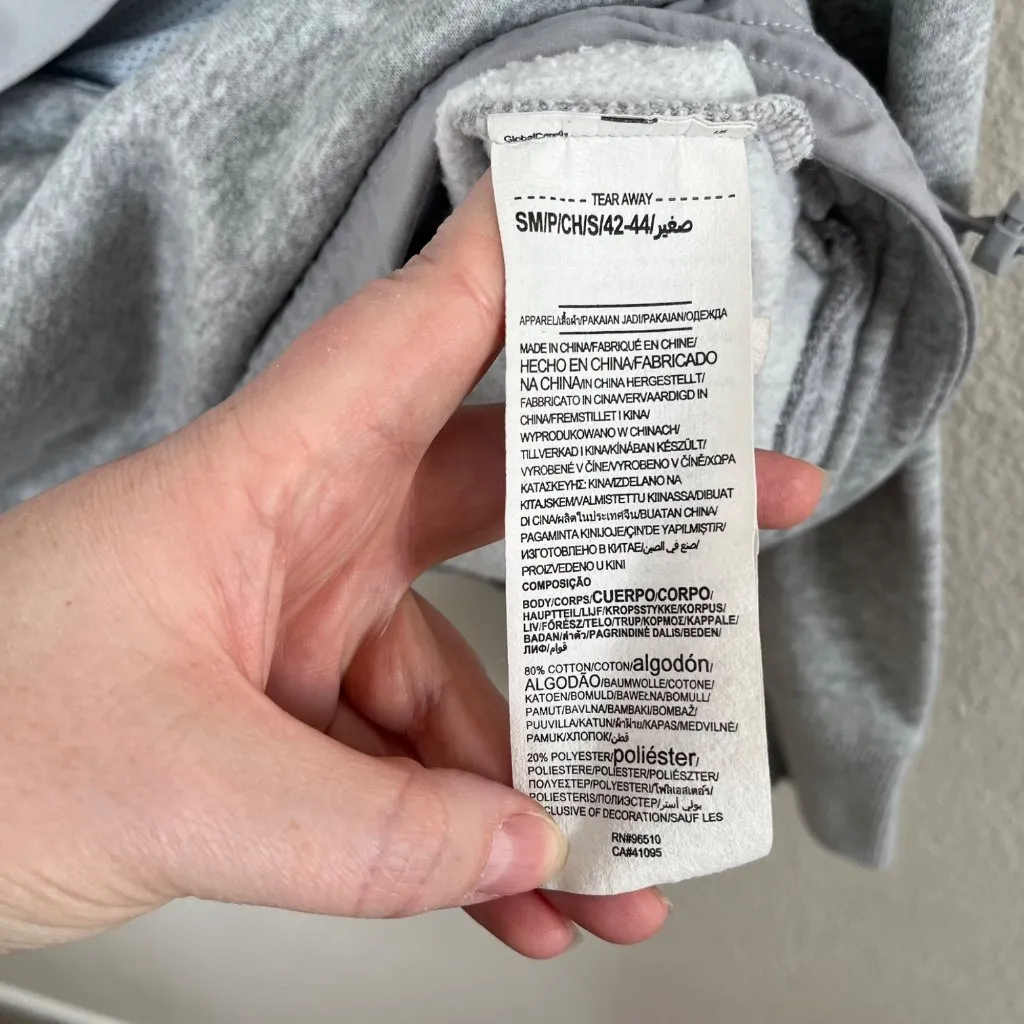 TEAR AWAY
SM/P/CH/S/42-44/صغير
APPAREL/เสื้อผ้า/PAKAIAN JADI/PAKAIAN/ОДЕЖДА
MADE IN CHINA/FABRIQUÉ EN CHINE/
HECHO EN CHINA/FABRICADO
NA CHINA/IN CHINA HERGESTELLT/
FABBRICATO IN CINA/VERVAARDIGD IN
CHINA/FREMSTILLET I KINA/
WYPRODUKOWANO W CHINACH/
TILLVERKAD I KINA/KÍNÁBAN KÉSZÜLT/
VYROBENÉ V ČÍNE/VYROBENO V ČÍNĚ/ΧΩΡΑ
ΚΑΤΑΣΚΕΥΗΣ: ΚΙΝΑ/IZDELANO NA
KITAJSKEM/VALMISTETTU KIINASSA/DIBUAT
DI CINA/ผลิตในประเทศจีน/BUATAN CHINA/
PAGAMINTA KINIJOJE/ÇIN'DE YAPILMIŞTIR/
ИЗГОТОВЛЕНО В КИТАЕ/صنع في الصين/
PROIZVEDENO U KINI
COMPOSIÇÃO
BODY/CORPS/CUERPO/CORPO/
HAUPTTEIL/LIJF/KROPSSTYKKE/KORPUS/
LIV/FŐRÉSZ/TELO/TRUP/ΚΟΡΜΟΣ/KAPPALE/
BADAN/ลำตัว/PAGRINDINĖ DALIS/BEDEN/
ЛИФ/قوام
80% COTTON/COTON/algodón/
ALGODÃO/BAUMWOLLE/COTONE/
KATOEN/BOMULD/BAWEŁNA/BOMULL/
PAMUT/BAVLNA/ΒΑΜΒΑΚΙ/BOMBAŽ/
PUUVILLA/KATUN/ผ้าฝ้าย/KAPAS/MEDVILNĖ/
PAMUK/ХЛОПОК/قطن
20% POLYESTER/poliéster/
POLIESTERE/POLIESTER/POLIÉSZTER/
ΠΟΛΥΕΣΤΕΡ/POLYESTERI/โพลีเอสเตอร์/
POLIESTERIS/ПОЛИЭСТЕР/بولي أستر/
CLUSIVE OF DECORATION/SAUF LES
RN#96510
CA#41095